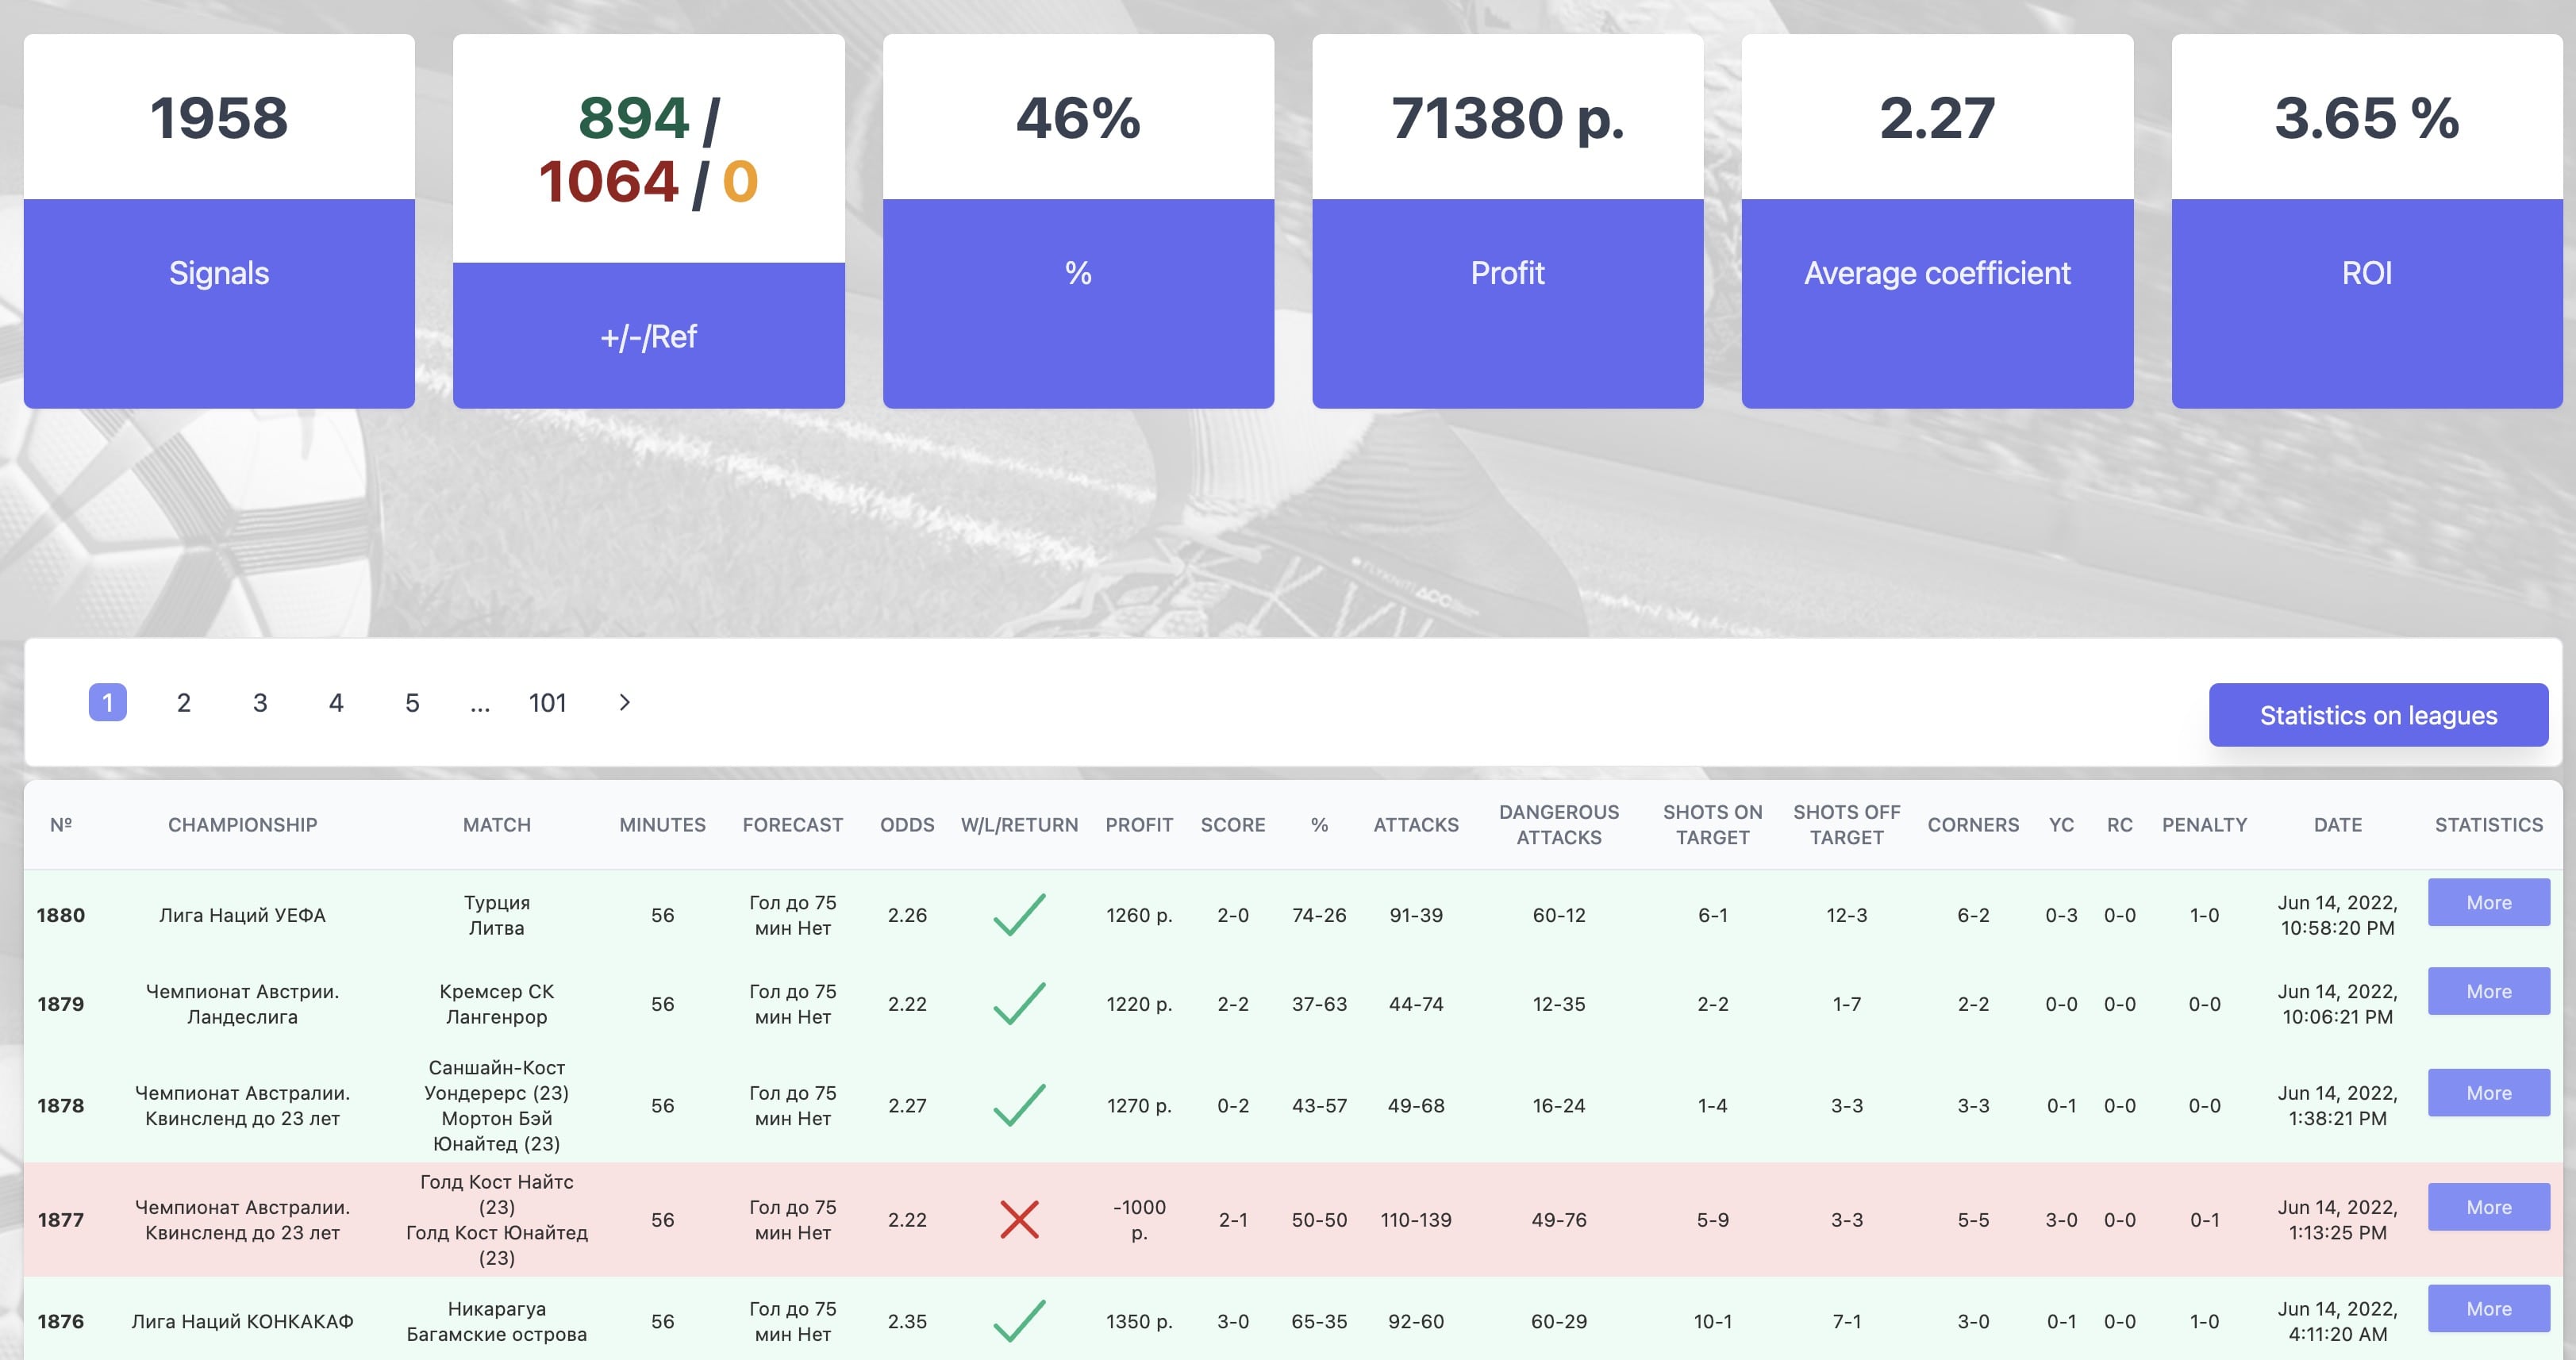 1958
Signals
894 /
1064 / 0
+/-/Ref
46%
%
71380 р.
Profit
2.27
Average coefficient
3.65 %
ROI
1 2 3 4 5 ... 101
Statistics on leagues
№ CHAMPIONSHIP MATCH MINUTES FORECAST ODDS W/L/RETURN PROFIT SCORE % ATTACKS DANGEROUS ATTACKS SHOTS ON TARGET SHOTS OFF TARGET CORNERS YC RC PENALTY DATE STATISTICS
1880 Лига Наций УЕФА Турция Литва 56 Гол до 75 мин Нет 2.26 1260 р. 2-0 74-26 91-39 60-12 6-1 12-3 6-2 0-3 0-0 1-0 Jun 14, 2022, 10:58:20 PM More
1879 Чемпионат Австрии. Ландеслига Кремсер СК Лангенрор 56 Гол до 75 мин Нет 2.22 1220 р. 2-2 37-63 44-74 12-35 2-2 1-7 2-2 0-0 0-0 0-0 Jun 14, 2022, 10:06:21 PM More
1878 Чемпионат Австралии. Квинсленд до 23 лет Саншайн-Кост Уондерерс (23) Мортон Бэй Юнайтед (23) 56 Гол до 75 мин Нет 2.27 1270 р. 0-2 43-57 49-68 16-24 1-4 3-3 3-3 0-1 0-0 0-0 Jun 14, 2022, 1:38:21 PM More
1877 Чемпионат Австралии. Квинсленд до 23 лет Голд Кост Найтс (23) Голд Кост Юнайтед (23) 56 Гол до 75 мин Нет 2.22 -1000 р. 2-1 50-50 110-139 49-76 5-9 3-3 5-5 3-0 0-0 0-1 Jun 14, 2022, 1:13:25 PM More
1876 Лига Наций КОНКАКАФ Никарагуа Багамские острова 56 Гол до 75 мин Нет 2.35 1350 р. 3-0 65-35 92-60 60-29 10-1 7-1 3-0 0-1 0-0 1-0 Jun 14, 2022, 4:11:20 AM More